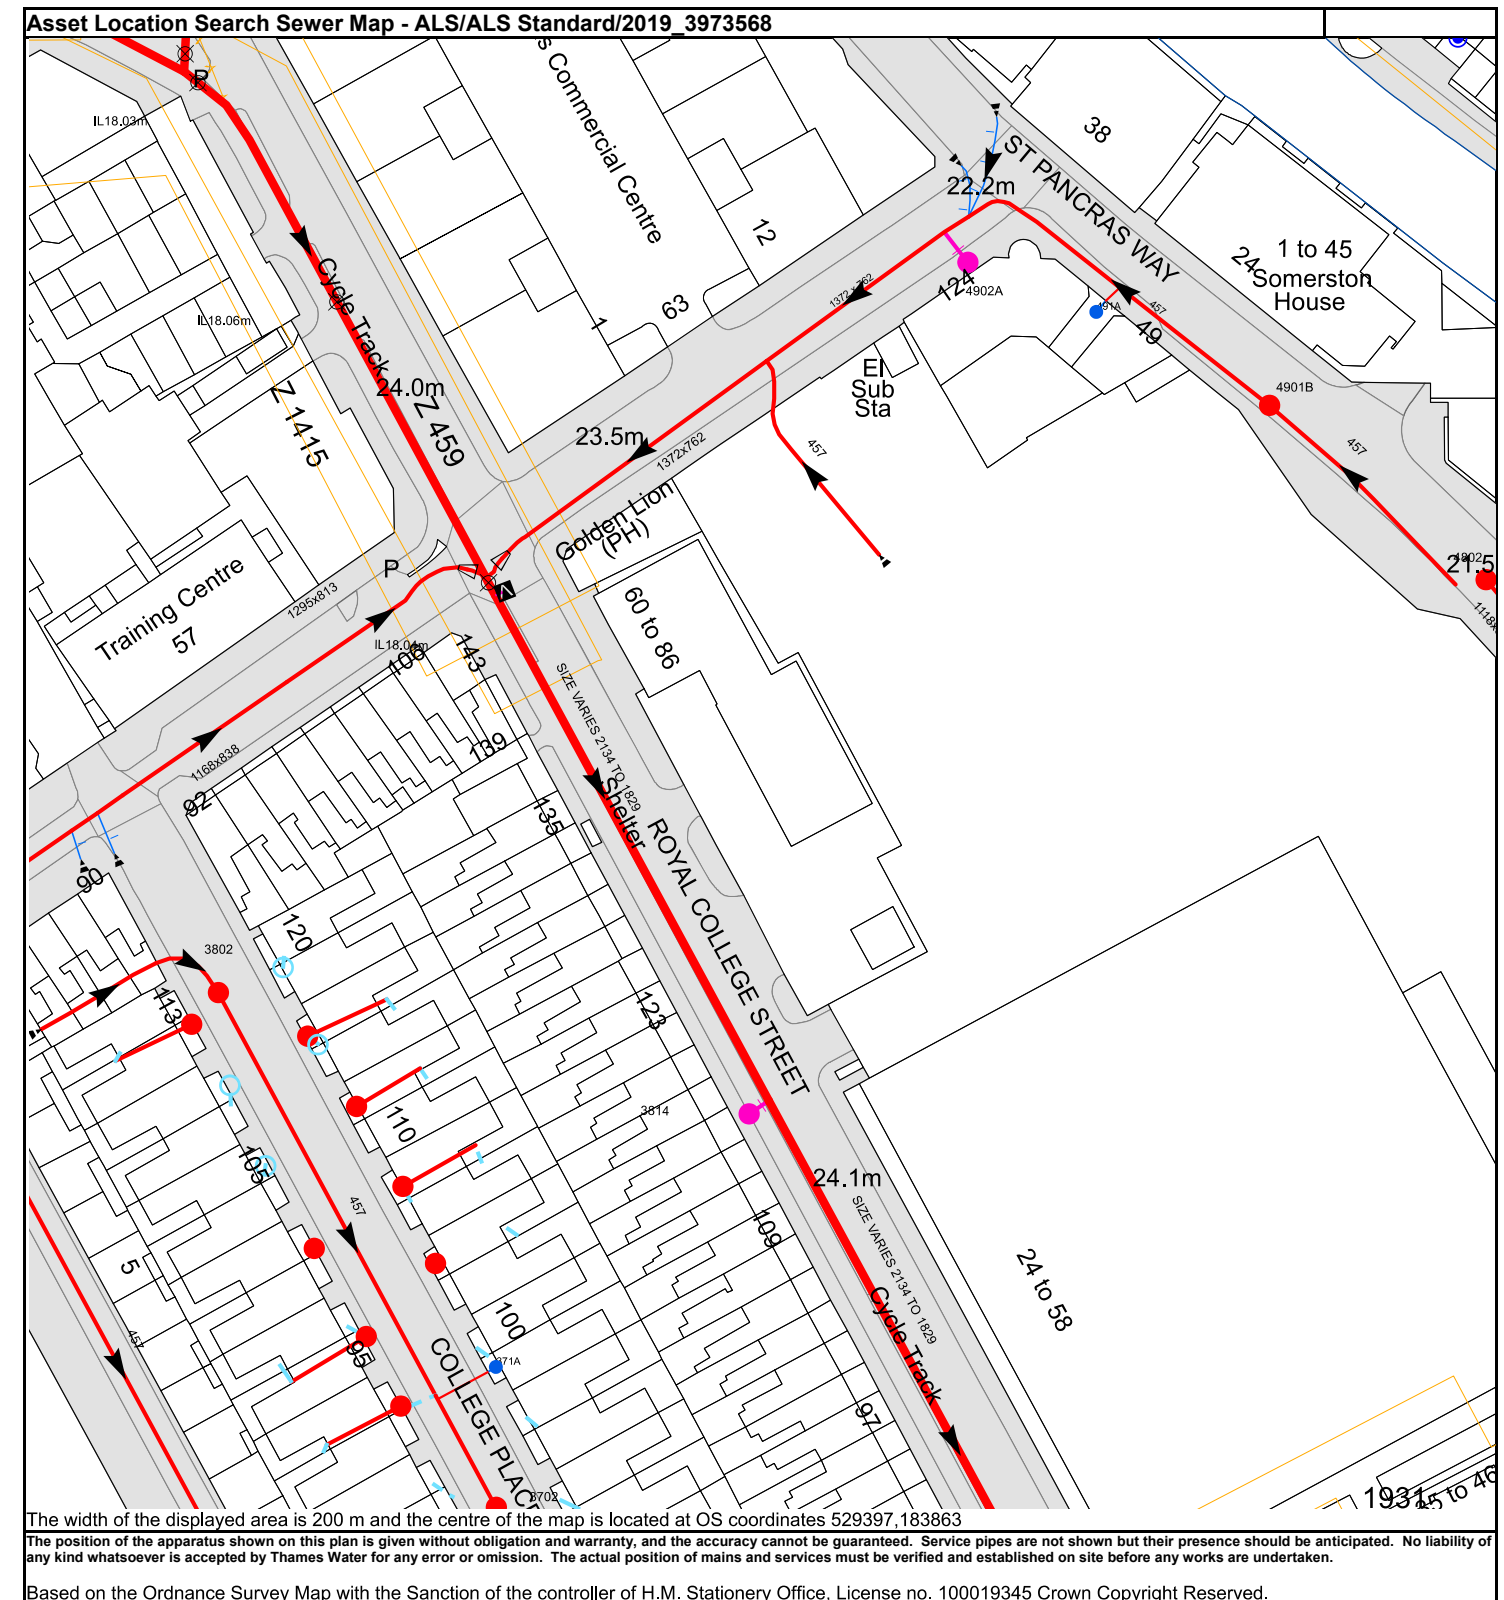 Asset Location Search Sewer Map - ALS/ALS Standard/2019_3973568
s Commercial Centre
P
IL18.03m
38
ST PANCRAS WAY
22.2m
12
24
1 to 45
Somerston
House
Cycle Track
1372 x 762
124
4902A
491A
457
49
IL18.06m
63
1
24.0m
El
Sub
Sta
4901B
Z 1415
Z 459
23.5m
1372x762
457
457
Golden Lion
(PH)
4802
21.5
P
Training Centre
57
1295x813
60 to 86
IL18.04m
106
143
SIZE VARIES 2134 TO 1829
1168x838
139
92
135
Shelter
ROYAL COLLEGE STREET
90
120
3802
113
123
110
3814
105
24.1m
457
109
SIZE VARIES 2134 TO 1829
5
24 to 58
457
100
95
Cycle Track
371A
COLLEGE PLAC
97
3702
1931
35 to 46
The width of the displayed area is 200 m and the centre of the map is located at OS coordinates 529397,183863
The position of the apparatus shown on this plan is given without obligation and warranty, and the accuracy cannot be guaranteed. Service pipes are not shown but their presence should be anticipated. No liability of
any kind whatsoever is accepted by Thames Water for any error or omission. The actual position of mains and services must be verified and established on site before any works are undertaken.
Based on the Ordnance Survey Map with the Sanction of the controller of H.M. Stationery Office, License no. 100019345 Crown Copyright Reserved.